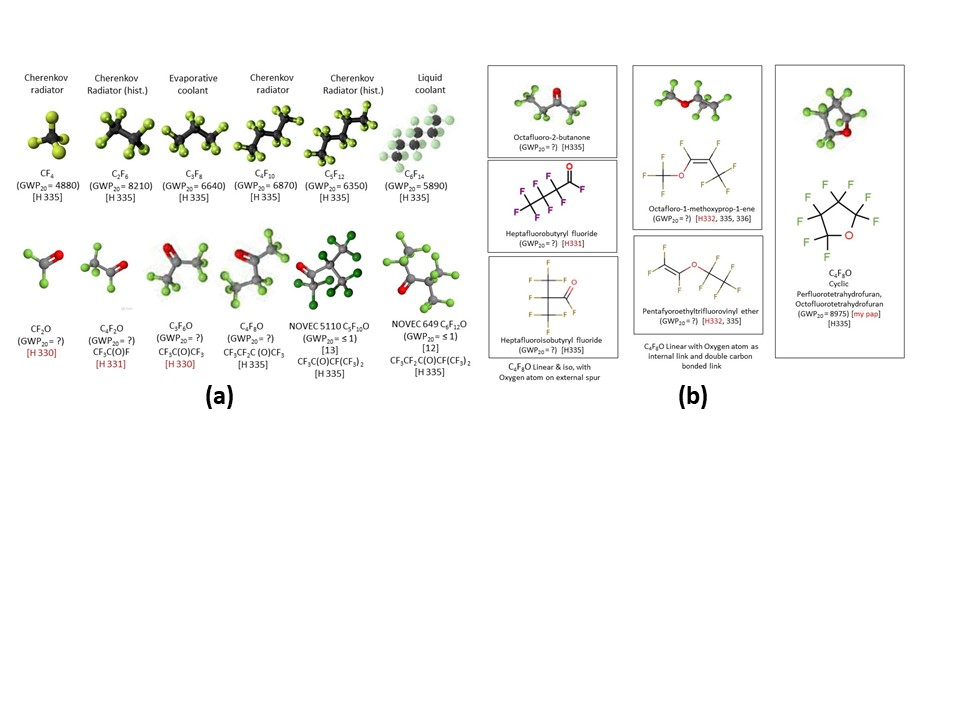 Cherenkov
radiator
Cherenkov
Radiator (hist.)
Evaporative
coolant
Cherenkov
radiator
Cherenkov
Radiator (hist.)
Liquid
coolant
CF4
(GWP20 = 4880)
[H 335]
C2F6
(GWP20 = 8210)
[H 335]
C3F8
(GWP20 = 6640)
[H 335]
C4F10
(GWP20 = 6870)
[H 335]
C5F12
(GWP20 = 6350)
[H 335]
C6F14
(GWP20 = 5890)
[H 335]
CF2O
(GWP20 = ?)
[H 330]
C4F2O
(GWP20 = ?)
CF3C(O)F
[H 331]
C3F6O
(GWP20 = ?)
CF3C(O)CF3
[H 330]
C4F8O
(GWP20 = ?)
CF3CF2C (O)CF3
[H 335]
NOVEC 5110 C5F10O
(GWP20 = ≤ 1)
[13]
CF3C(O)CF(CF3)2
[H 335]
NOVEC 649 C6F12O
(GWP20 = ≤ 1)
[12]
CF3CF2C(O)CF(CF3)2
[H 335]
(a)
Octafluro-2-butanone
(GWP20 = ?) [H335]
F F F F F F F O F
Heptafluorobutyryl fluoride
(GWP20 = ?) [H331]
F F F F F F F F O
Heptafluoroisobutyryl fluoride
(GWP20 = ?) [H335]
C4F8O Linear & iso, with
Oxygen atom on external spur
F F F O F F F F F
Octafloro-1-methoxyprop-1-ene
(GWP20 = ?) [H332, 335, 336]
F F F O F F F F F
Pentafyoroethyltrifluorovinyl ether
(GWP20 = ?) [H332, 335]
C4F8O Linear with Oxygen atom as
internal link and double carbon
bonded link
F F F F F F F F O
C4F8O
Cyclic
Perfluorotetrahydrofuran,
Octofluorotetrahydrofuran
(GWP20 = 8975) [my pap]
[H335]
(b)